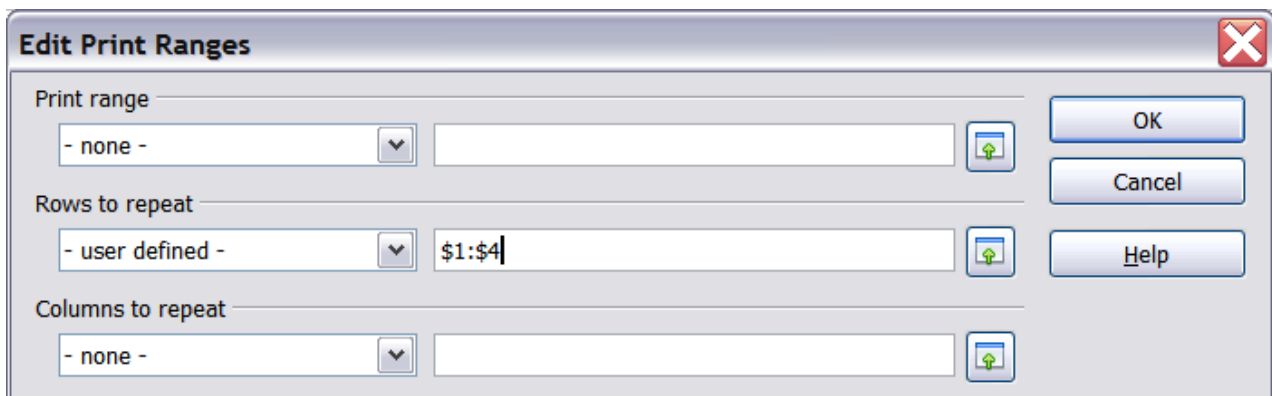 Edit Print Ranges
Print range
OK
- none -
Cancel
Rows to repeat
- user defined -
$1:$4
Help
Columns to repeat
- none -